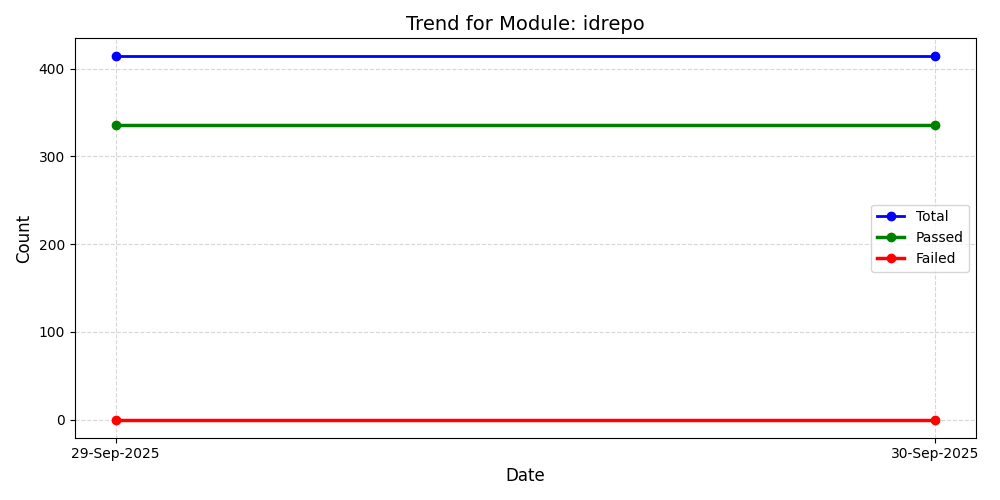 Trend for Module: idrepo
Count
400
300
200
100
0
Total
Passed
Failed
29-Sep-2025
30-Sep-2025
Date